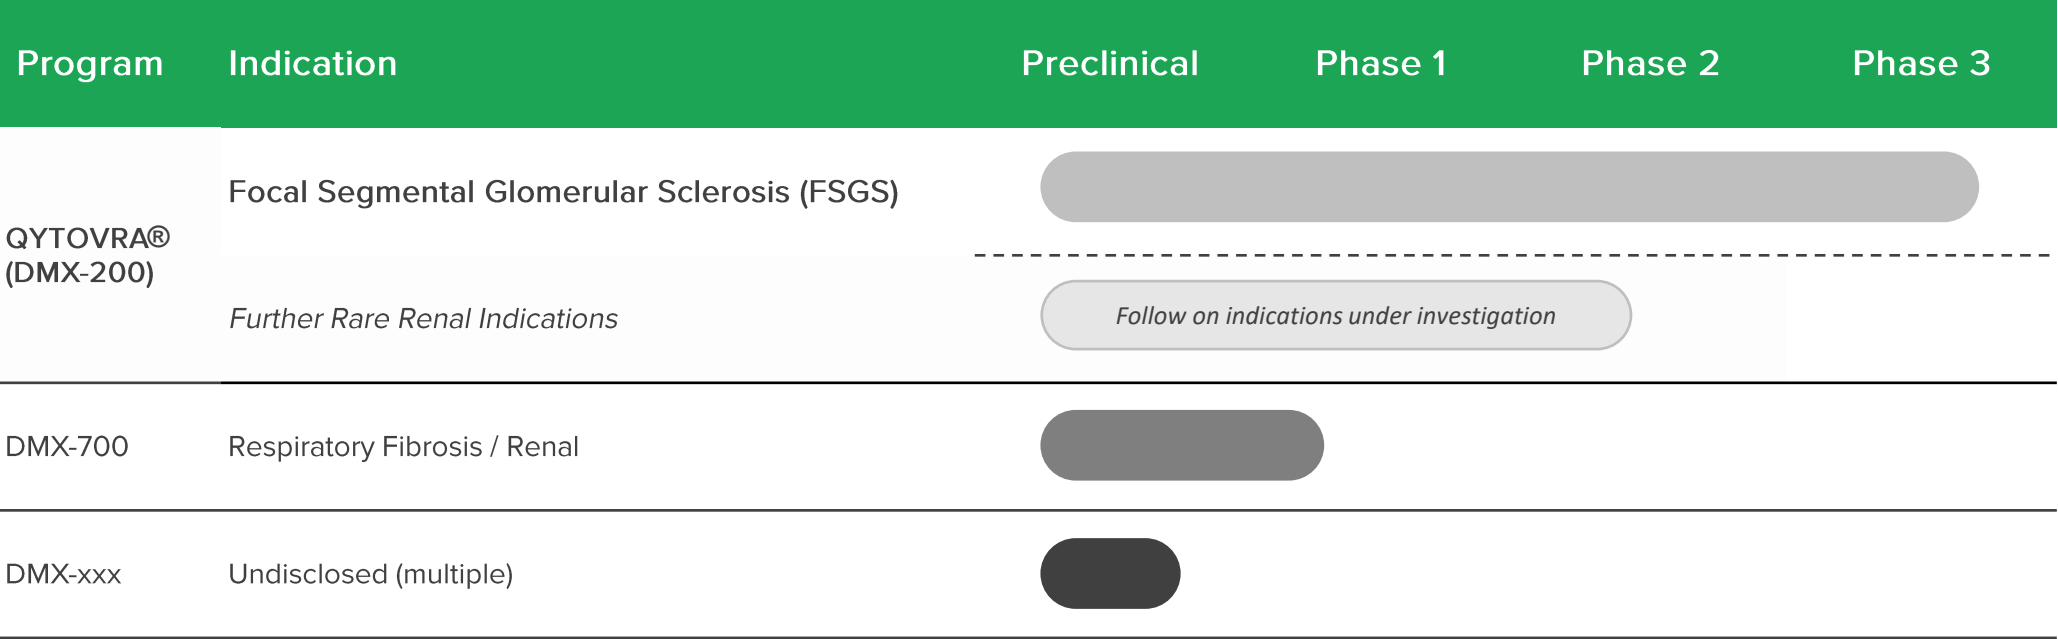 Program Indication Preclinical Phase 1 Phase 2 Phase 3
Focal Segmental Glomerular Sclerosis (FSGS)
QYTOVRA®
(DMX-200)
Further Rare Renal Indications Follow on indications under investigation
DMX-700 Respiratory Fibrosis / Renal
DMX-xxx Undisclosed (multiple)